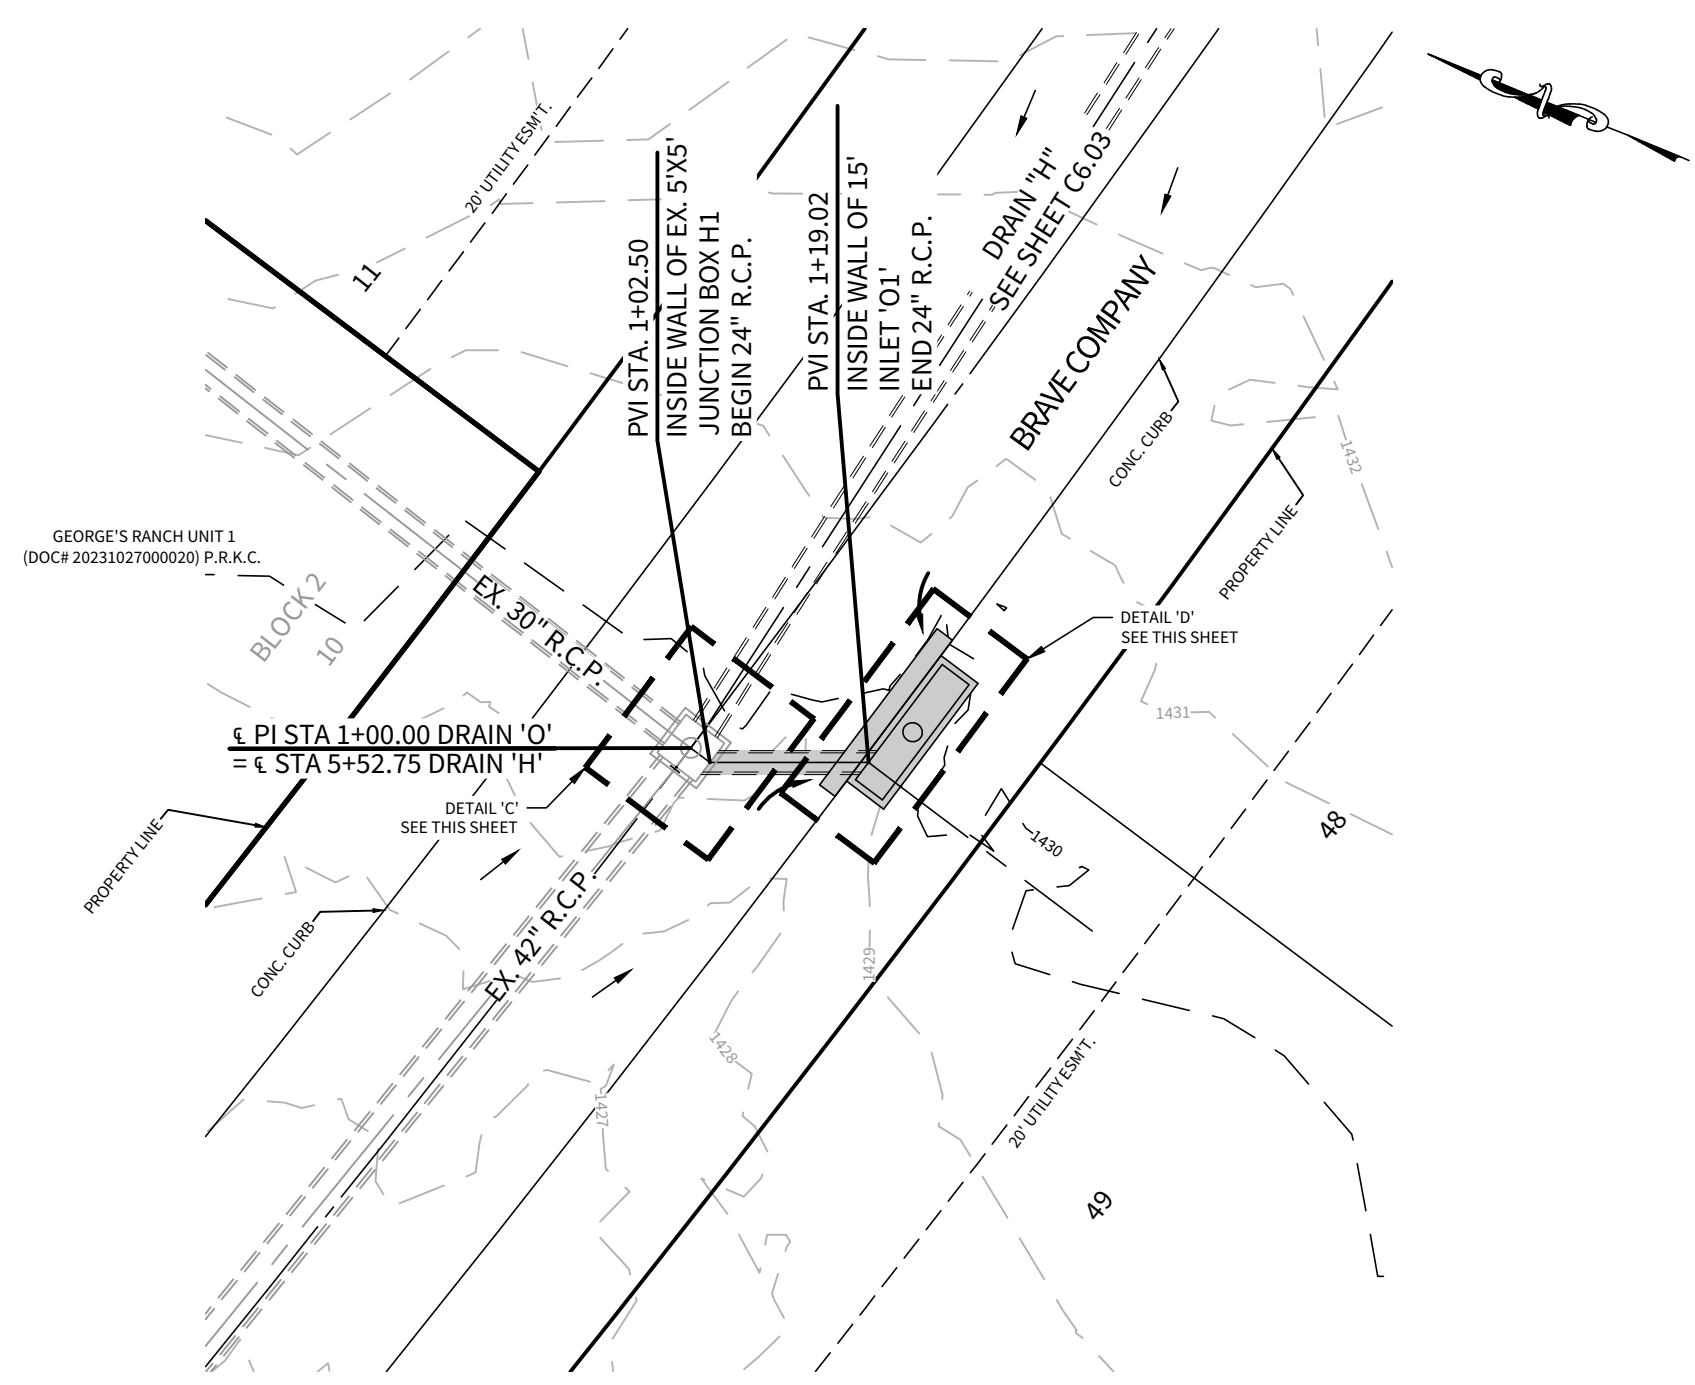 20' UTILITY ESM'T.
11
PVI STA. 1+02.50
INSIDE WALL OF EX. 5'X5'
JUNCTION BOX H1
BEGIN 24" R.C.P.
PVI STA. 1+19.02
INSIDE WALL OF 15'
INLET 'O1'
END 24" R.C.P.
DRAIN "H"
SEE SHEET C6.03
BRAVE COMPANY
CONC. CURB
1432
PROPERTY LINE
GEORGE'S RANCH UNIT 1
(DOC# 20231027000020) P.R.K.C.
BLOCK 2
10
EX. 30" R.C.P.
DETAIL 'D'
SEE THIS SHEET
1431
℄ PI STA 1+00.00 DRAIN 'O'
= ℄ STA 5+52.75 DRAIN 'H'
DETAIL 'C'
SEE THIS SHEET
PROPERTY LINE
CONC. CURB
EX. 42" R.C.P.
1430
48
1429
1428
1427
20' UTILITY ESM'T.
49